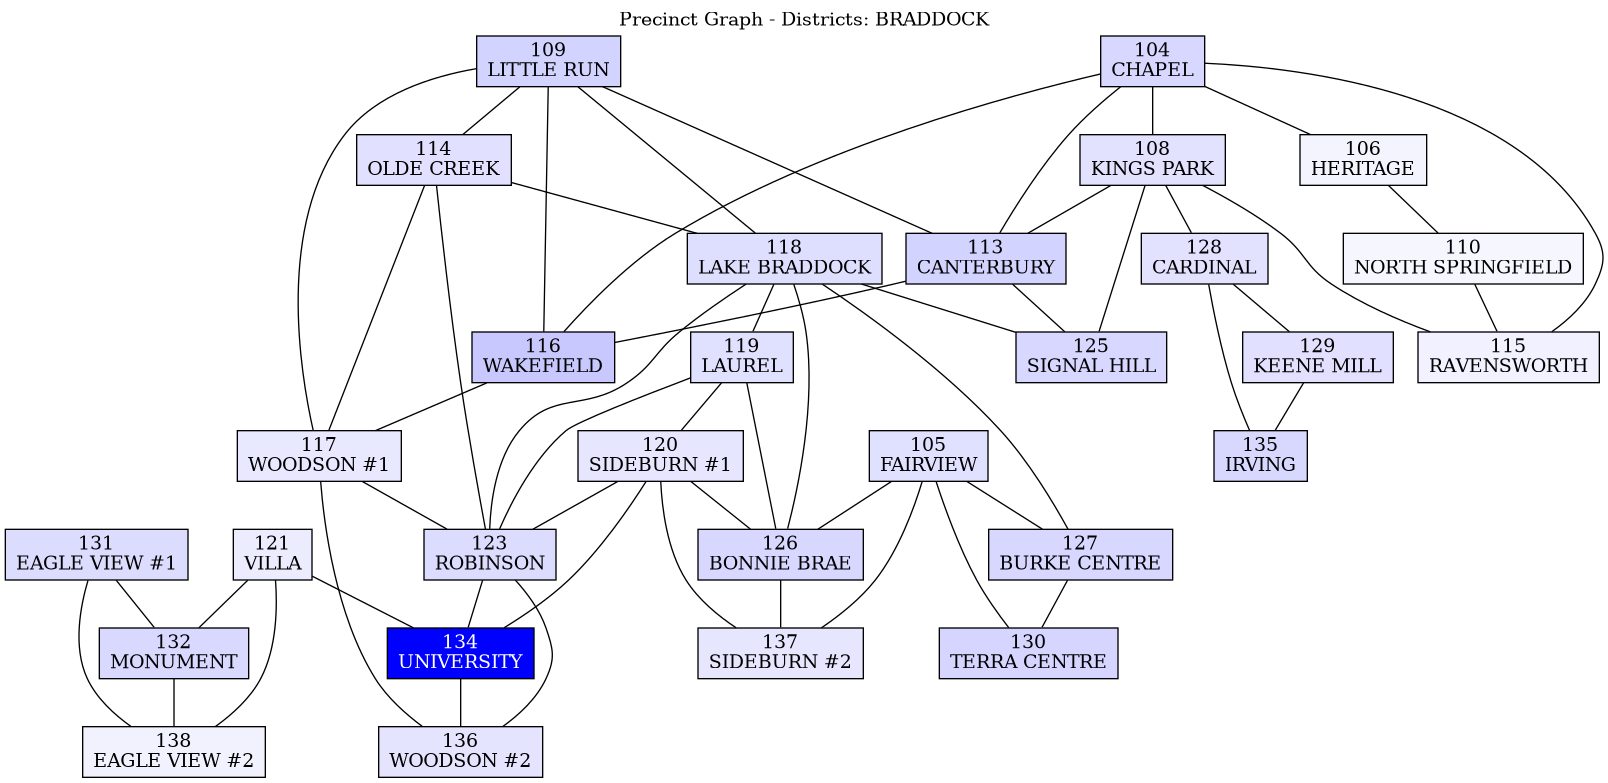 Precinct Graph - Districts: BRADDOCK
109
LITTLE RUN
104
CHAPEL
114
OLDE CREEK
108
KINGS PARK
106
HERITAGE
118
LAKE BRADDOCK
113
CANTERBURY
128
CARDINAL
110
NORTH SPRINGFIELD
116
WAKEFIELD
119
LAUREL
125
SIGNAL HILL
129
KEENE MILL
115
RAVENSWORTH
117
WOODSON #1
120
SIDEBURN #1
105
FAIRVIEW
135
IRVING
131
EAGLE VIEW #1
121
VILLA
123
ROBINSON
126
BONNIE BRAE
127
BURKE CENTRE
132
MONUMENT
134
UNIVERSITY
137
SIDEBURN #2
130
TERRA CENTRE
138
EAGLE VIEW #2
136
WOODSON #2